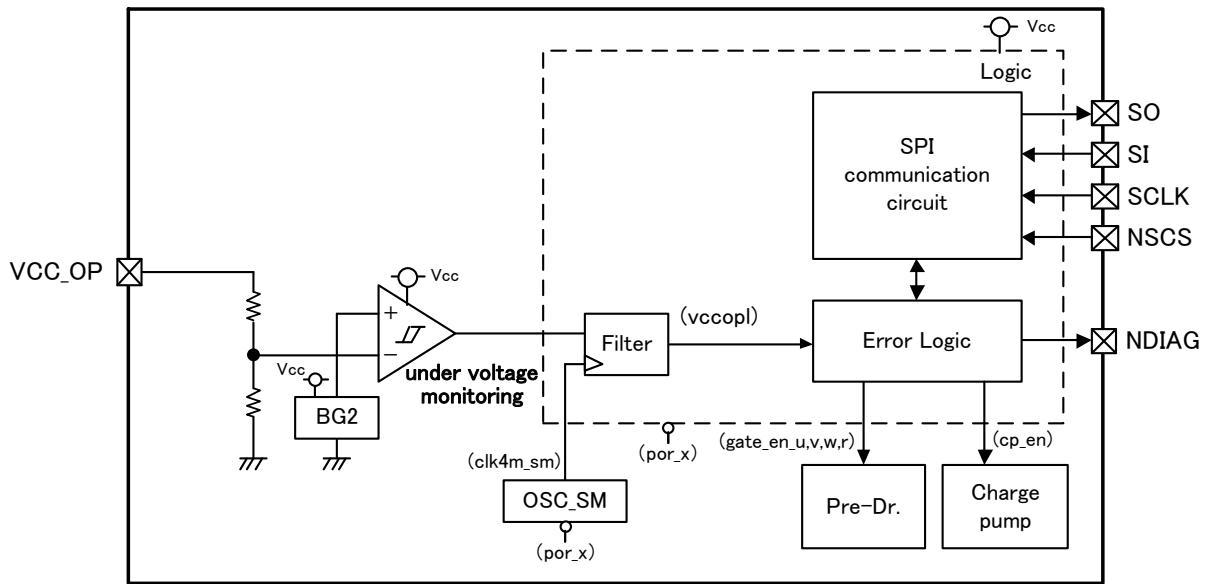 Vcc
Logic
SO
SI
SCLK
NSCS
SPI
communication
circuit
VCC_OP
Vcc
+
−
under voltage
monitoring
Filter
(vccopl)
Error Logic
NDIAG
Vcc
BG2
(clk4m_sm)
OSC_SM
(por_x)
(por_x)
(gate_en_u,v,w,r)
(cp_en)
Pre-Dr.
Charge
pump